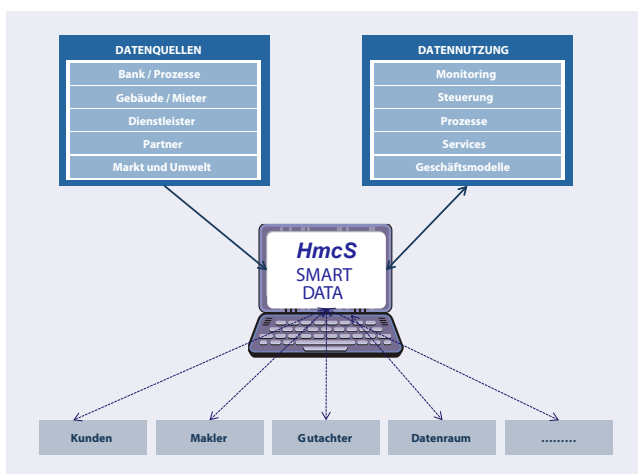 DATENQUELLEN
Bank / Prozesse
Gebäude / Mieter
Dienstleister
Partner
Markt und Umwelt
DATENNUTZUNG
Monitoring
Steuerung
Prozesse
Services
Geschäftsmodelle
HmcS
SMART
DATA
Kunden
Makler
Gutachter
Datenraum
.........